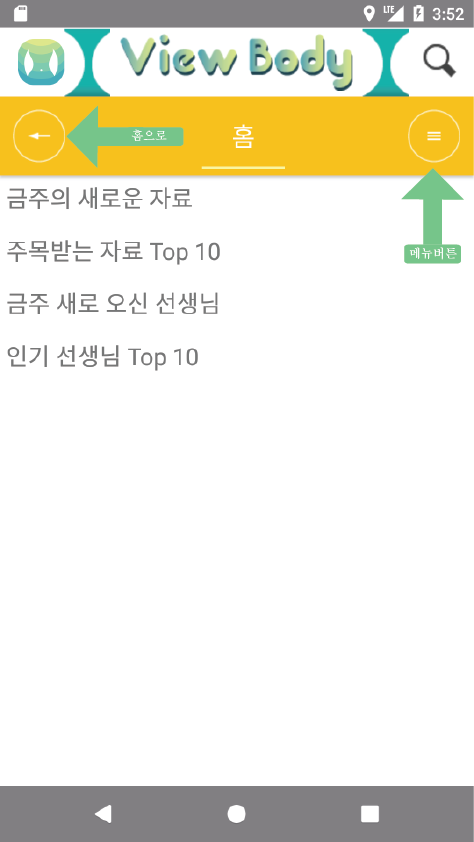 LTE 3:52
View Body
홈으로
홈
메뉴버튼
금주의 새로운 자료
주목받는 자료 Top 10
금주 새로 오신 선생님
인기 선생님 Top 10